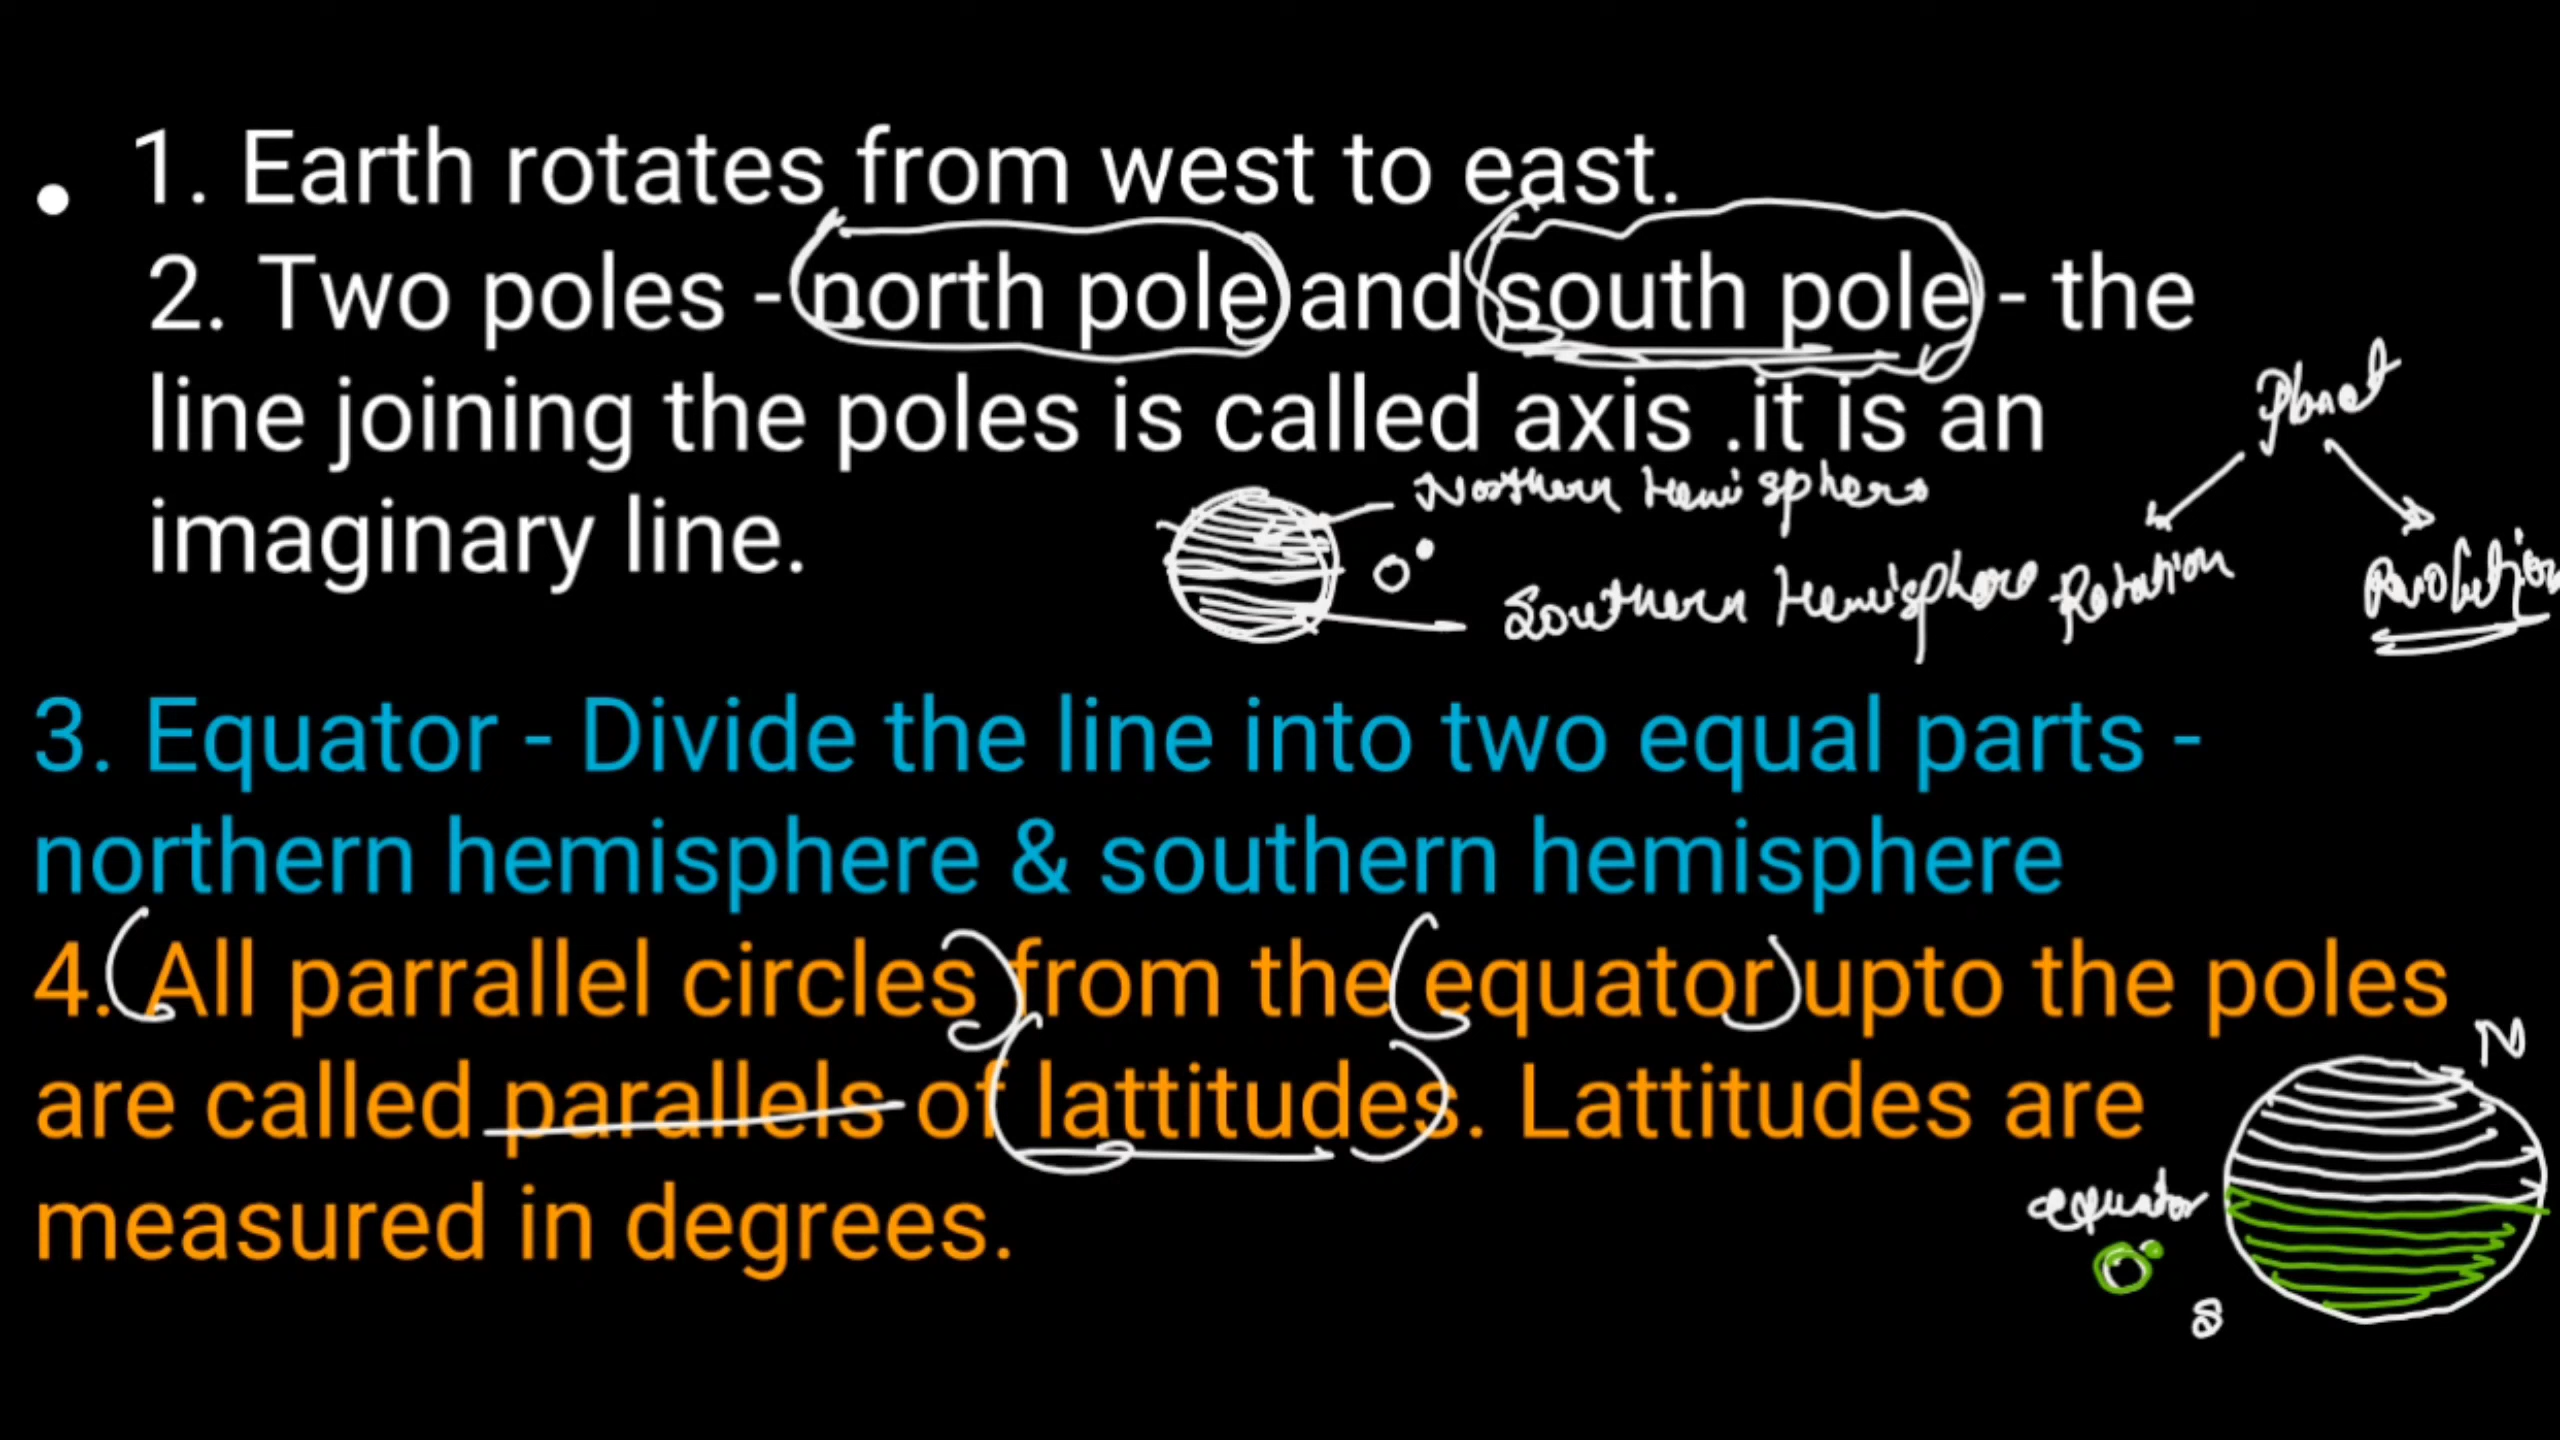 • 1. Earth rotates from west to east.
2. Two poles - north pole and south pole - the
line joining the poles is called axis .it is an
imaginary line.
Planet
Northern Hemisphere
0°
Southern Hemisphere
Rotation
Revolution
3. Equator - Divide the line into two equal parts -
northern hemisphere & southern hemisphere
4. All parrallel circles from the equator upto the poles
are called parallels of lattitudes. Lattitudes are
measured in degrees.
N
equator
0°
S